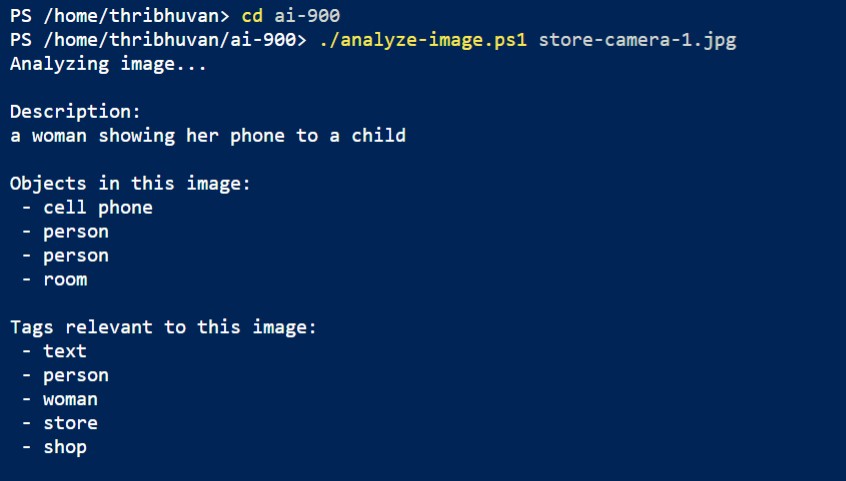 PS /home/thribhuvan> cd ai-900
PS /home/thribhuvan/ai-900> ./analyze-image.ps1 store-camera-1.jpg
Analyzing image...
Description:
a woman showing her phone to a child
Objects in this image:
- cell phone
- person
- person
- room
Tags relevant to this image:
- text
- person
- woman
- store
- shop